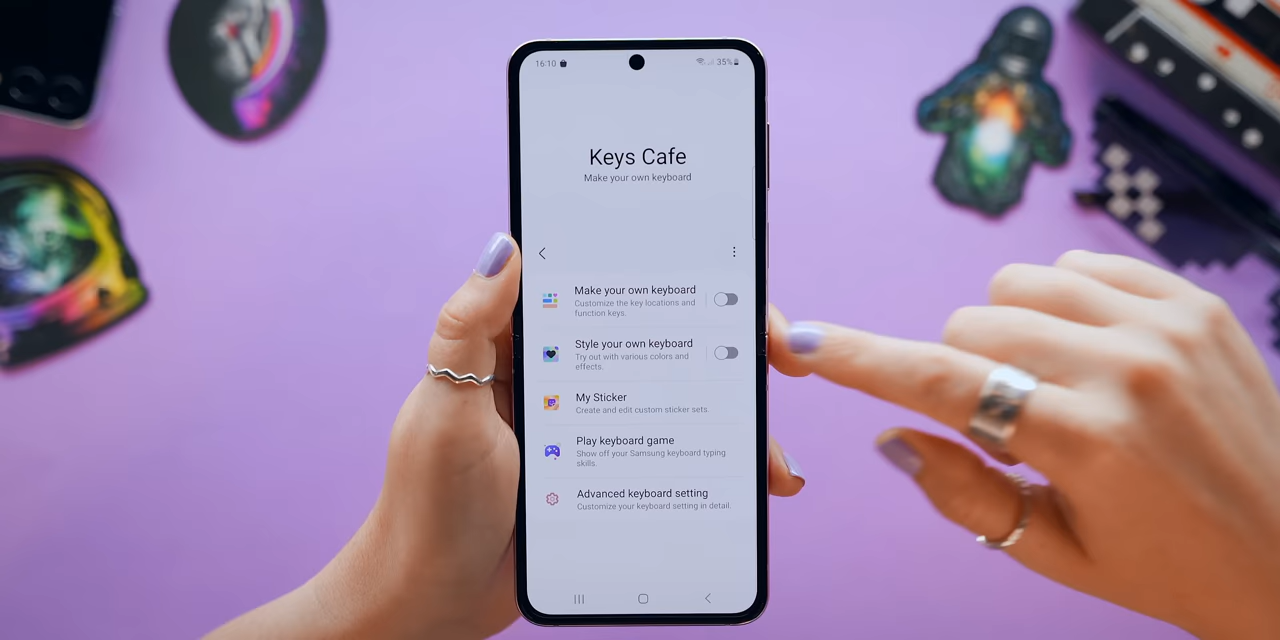 16:10
35%
Keys Cafe
Make your own keyboard
Make your own keyboard
Customize the key locations and
function keys.
Style your own keyboard
Try out with various colors and
effects.
My Sticker
Create and edit custom sticker sets.
Play keyboard game
Show off your Samsung keyboard typing
skills.
Advanced keyboard setting
Customize your keyboard setting in detail.